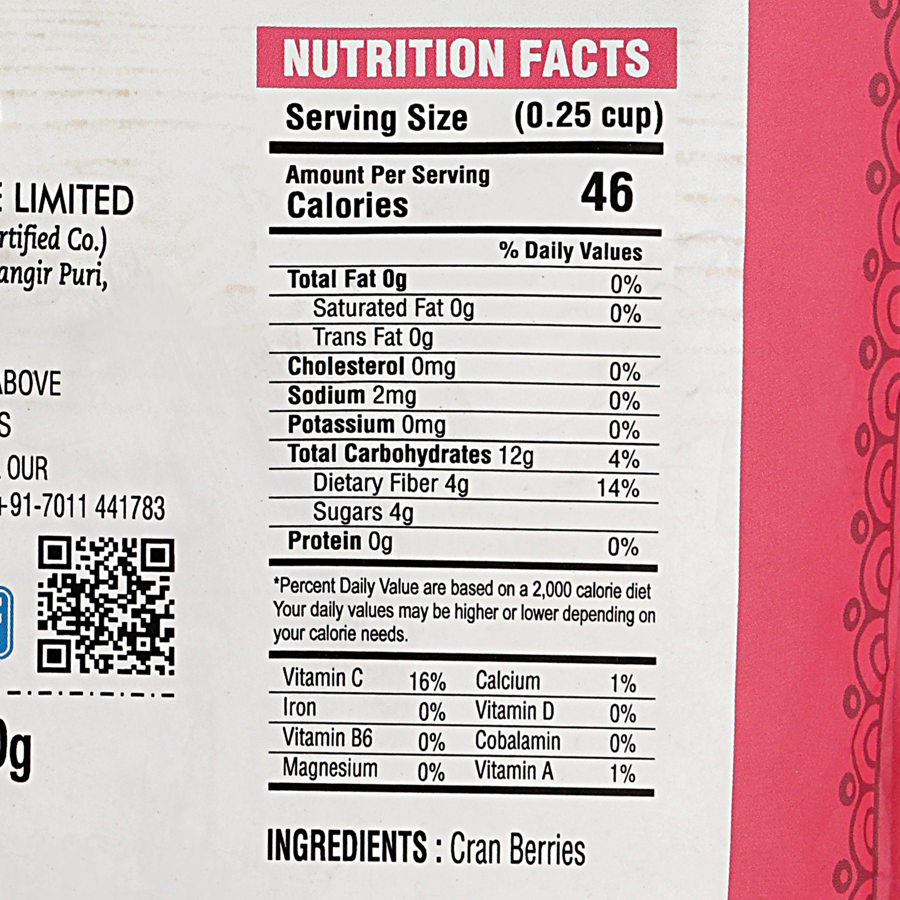 LIMITED
Co.)
Puri,
OUR
+91-7011 441783
NUTRITION FACTS
Serving Size (0.25 cup)
Amount Per Serving
Calories 46
% Daily Values
Total Fat 0g 0%
Saturated Fat 0g 0%
Trans Fat 0g
Cholesterol 0mg 0%
Sodium 2mg 0%
Potassium 0mg 0%
Total Carbohydrates 12g 4%
Dietary Fiber 4g 14%
Sugars 4g
Protein 0g 0%
*Percent Daily Value are based on a 2,000 calorie diet
Your daily values may be higher or lower depending on
your calorie needs.
Vitamin C 16% Calcium 1%
Iron 0% Vitamin D 0%
Vitamin B6 0% Cobalamin 0%
Magnesium 0% Vitamin A 1%
INGREDIENTS : Cran Berries